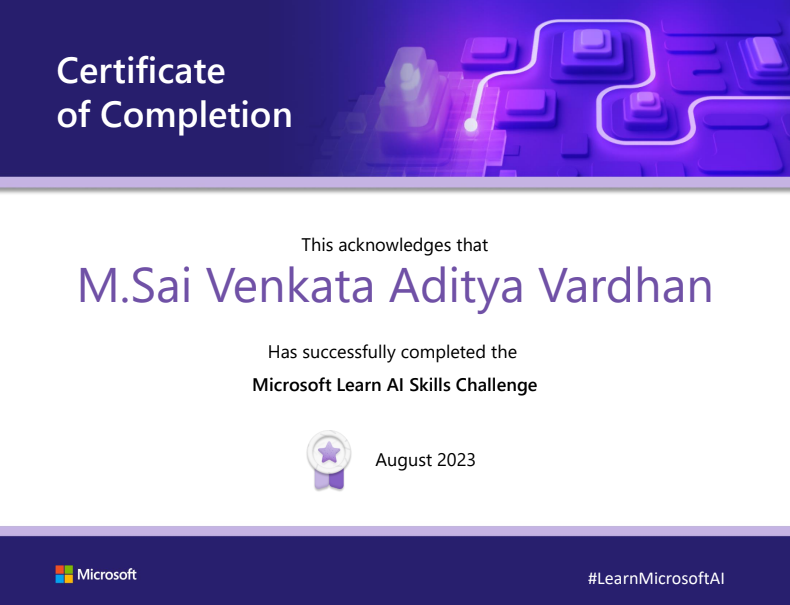 Certificate
of Completion
This acknowledges that
M.Sai Venkata Aditya Vardhan
Has successfully completed the
Microsoft Learn AI Skills Challenge
August 2023
Microsoft
#LearnMicrosoftAI